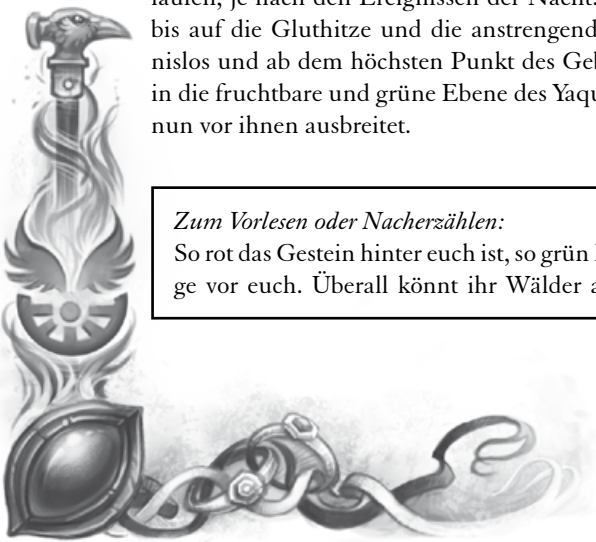 laufen, je nach den Ereignissen der Nacht.
bis auf die Gluthitze und die anstrengend
nislos und ab dem höchsten Punkt des
in die fruchtbare und grüne Ebene des Yaqu
nun vor ihnen ausbreitet.
Zum Vorlesen oder Nacherzählen:
So rot das Gestein hinter euch ist, so grün
ge vor euch. Überall könnt ihr Wälder